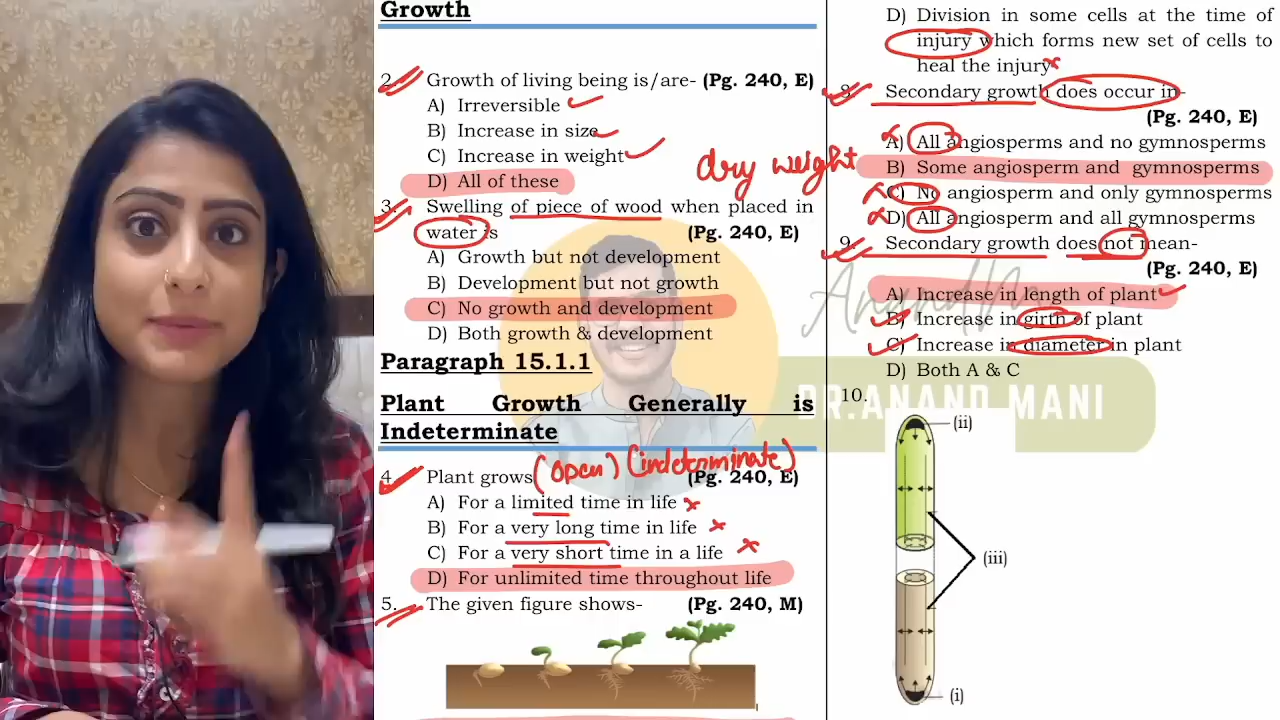 Growth
2. Growth of living being is/are- (Pg. 240, E)
A) Irreversible
B) Increase in size
C) Increase in weight
dry weight
D) All of these
3. Swelling of piece of wood when placed in
water is (Pg. 240, E)
A) Growth but not development
B) Development but not growth
C) No growth and development
D) Both growth & development
Paragraph 15.1.1
Plant Growth Generally is
Indeterminate
(open) (indeterminate)
4. Plant grows (Pg. 240, E)
A) For a limited time in life
B) For a very long time in life
C) For a very short time in a life
D) For unlimited time throughout life
5. The given figure shows- (Pg. 240, M)
D) Division in some cells at the time of
injury which forms new set of cells to
heal the injury
8. Secondary growth does occur in-
(Pg. 240, E)
A) All angiosperms and no gymnosperms
B) Some angiosperm and gymnosperms
C) No angiosperm and only gymnosperms
D) All angiosperm and all gymnosperms
9. Secondary growth does not mean-
(Pg. 240, E)
A) Increase in length of plant
B) Increase in girth of plant
C) Increase in diameter in plant
D) Both A & C
DR.ANAND MANI
10.
(ii)
(iii)
(i)